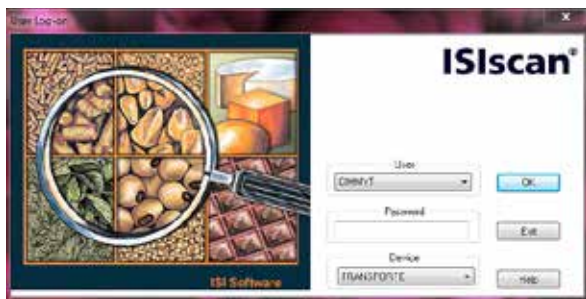 User Log-on
ISIscan®
User
CIMMYT
OK
Password
Exit
Device
TRANSPORTE
Help
ISI Software